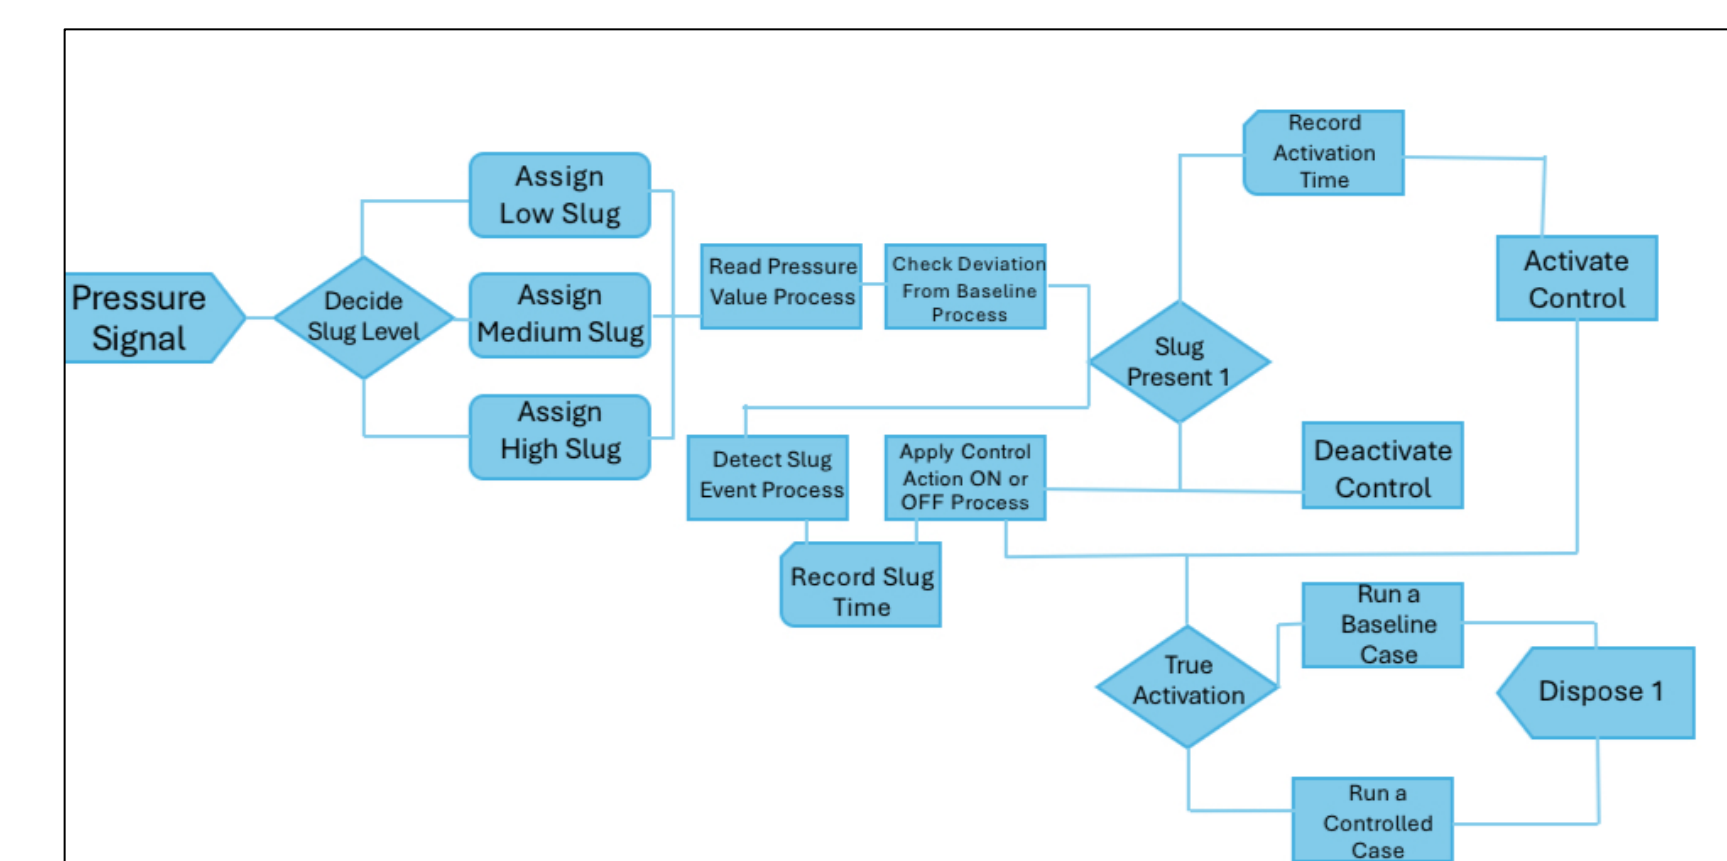 Pressure
Signal
Decide
Slug Level
Assign
Low Slug
Assign
Medium Slug
Assign
High Slug
Read Pressure
Value Process
Check Deviation
From Baseline
Process
Slug
Present 1
Record
Activation
Time
Activate
Control
Detect Slug
Event Process
Record Slug
Time
Apply Control
Action ON or
OFF Process
Deactivate
Control
True
Activation
Run a
Baseline
Case
Run a
Controlled
Case
Dispose 1